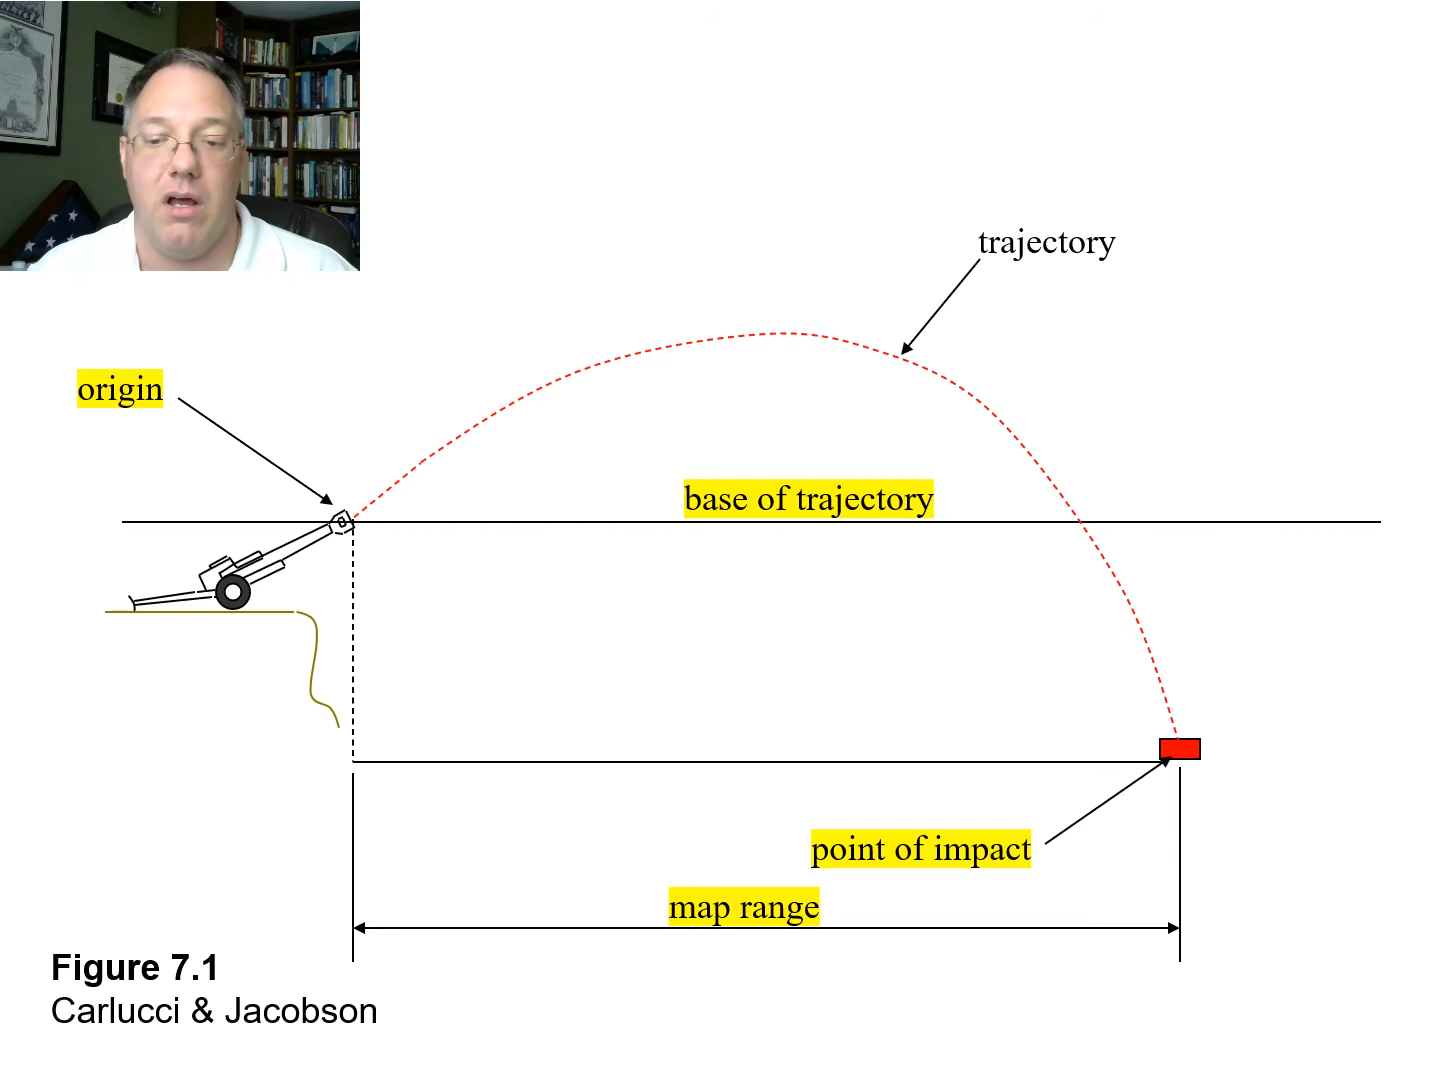 trajectory
origin
base of trajectory
point of impact
map range
Figure 7.1
Carlucci & Jacobson